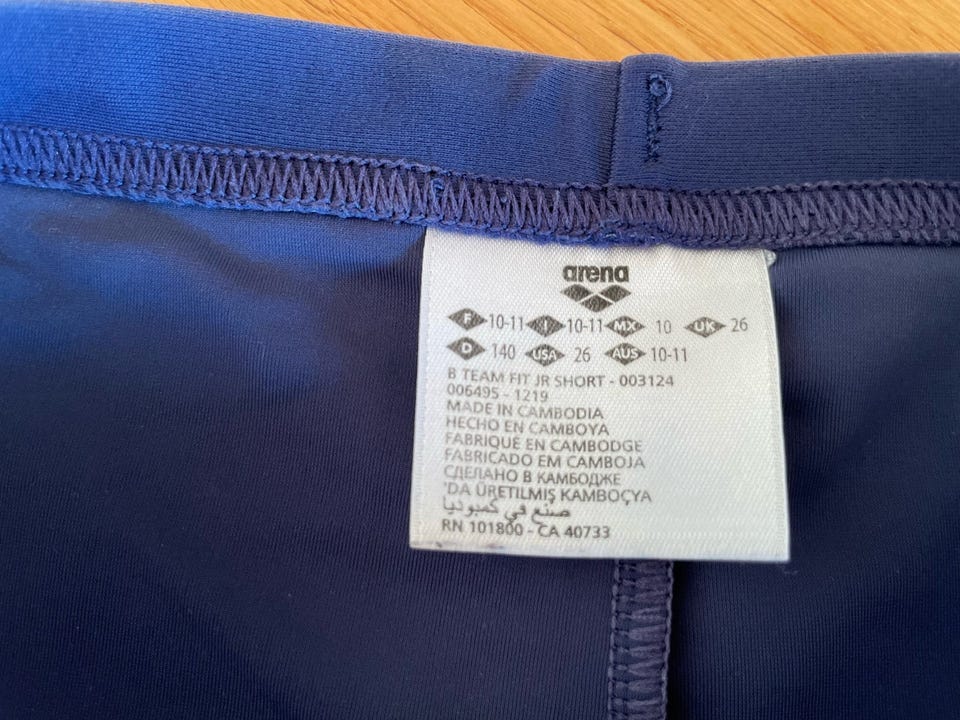 arena
F 10-11 I 10-11 MX 10 UK 26
D 140 USA 26 AUS 10-11
B TEAM FIT JR SHORT - 003124
006495 - 1219
MADE IN CAMBODIA
HECHO EN CAMBOYA
FABRIQUÉ EN CAMBODGE
FABRICADO EM CAMBOJA
СДЕЛАНО В КАМБОДЖЕ
'DA ÜRETILMIŞ KAMBOÇYA
صنع في كمبوديا
RN 101800 - CA 40733